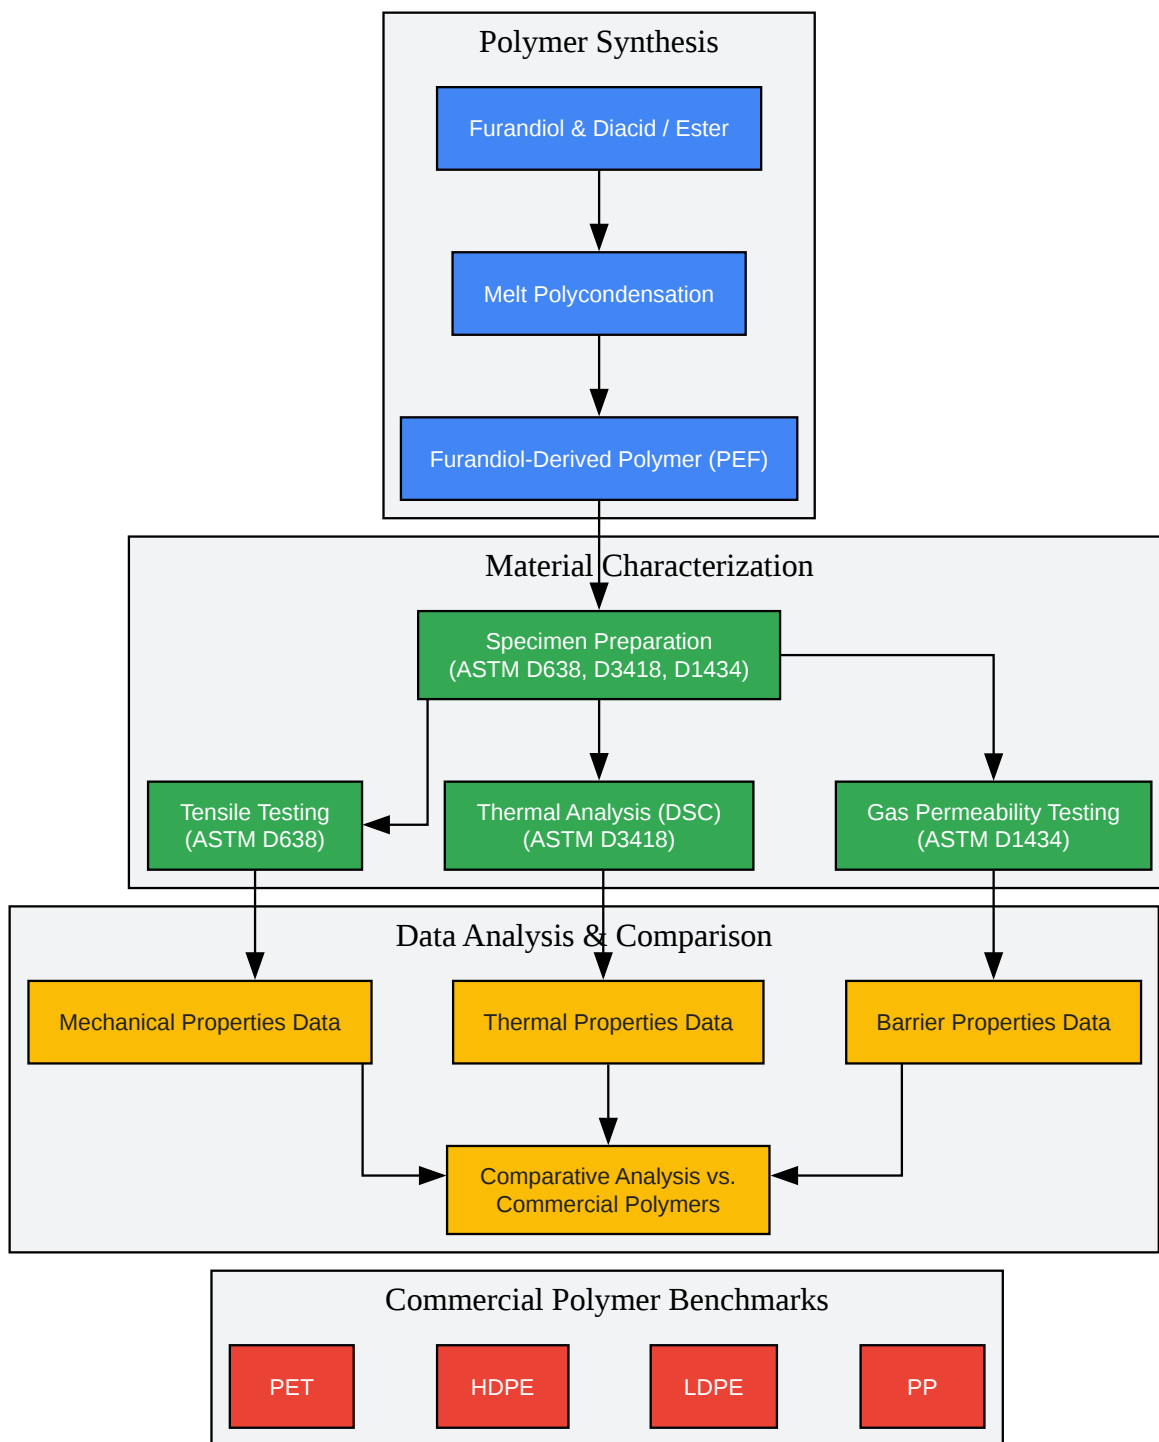 Polymer Synthesis
Furandiol & Diacid / Ester
Melt Polycondensation
Furandiol-Derived Polymer (PEF)
Material Characterization
Specimen Preparation
(ASTM D638, D3418, D1434)
Tensile Testing
(ASTM D638)
Thermal Analysis (DSC)
(ASTM D3418)
Gas Permeability Testing
(ASTM D1434)
Data Analysis & Comparison
Mechanical Properties Data
Thermal Properties Data
Barrier Properties Data
Comparative Analysis vs.
Commercial Polymers
Commercial Polymer Benchmarks
PET
HDPE
LDPE
PP